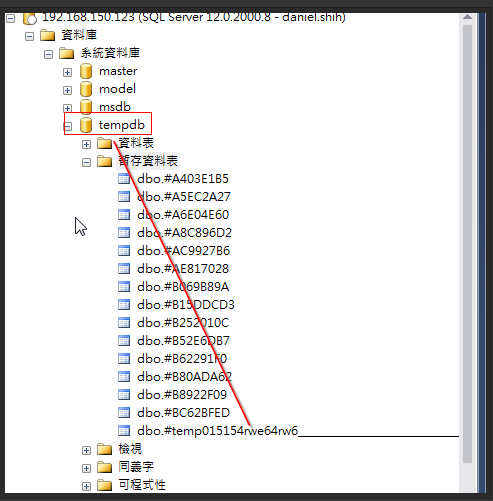 192.168.150.123 (SQL Server 12.0.2000.8 - daniel.shih)
資料庫
系統資料庫
master
model
msdb
tempdb
資料表
暫存資料表
dbo.#A403E1B5
dbo.#A5EC2A27
dbo.#A6E04E60
dbo.#A8C896D2
dbo.#AC9927B6
dbo.#AE817028
dbo.#B069B89A
dbo.#B15DDCD3
dbo.#B252010C
dbo.#B52E6DB7
dbo.#B62291F0
dbo.#B80ADA62
dbo.#B8922F09
dbo.#BC62BFED
dbo.#temp015154rwe64rw6___________________________
檢視
同義字
可程式性